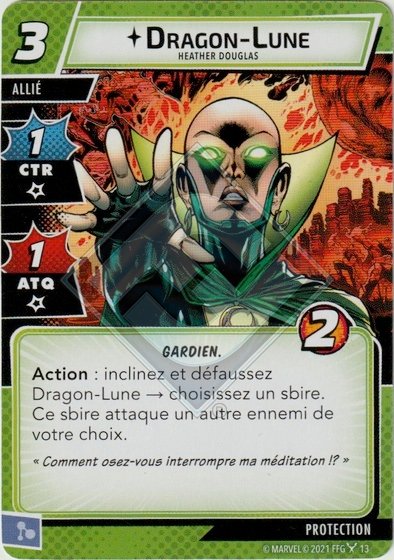 3
DRAGON-LUNE
HEATHER DOUGLAS
ALLIÉ
1
CTR
1
ATQ
2
GARDIEN.
Action : inclinez et défaussez
Dragon-Lune → choisissez un sbire.
Ce sbire attaque un autre ennemi de
votre choix.
« Comment osez-vous interrompre ma méditation !? »
PROTECTION
© MARVEL © 2021 FFG 13